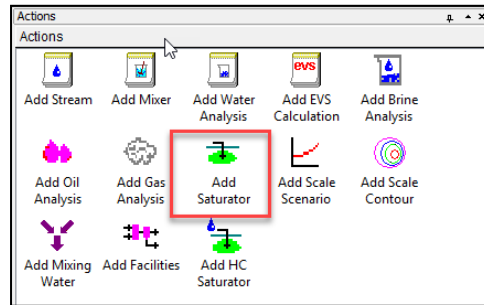 Actions
Actions
evs
Add Stream Add Mixer Add Water Add EVS Add Brine
Analysis Calculation Analysis
Add Oil Add Gas Add Add Scale Add Scale
Analysis Analysis Saturator Scenario Contour
Add Mixing Add Facilities Add HC
Water Saturator